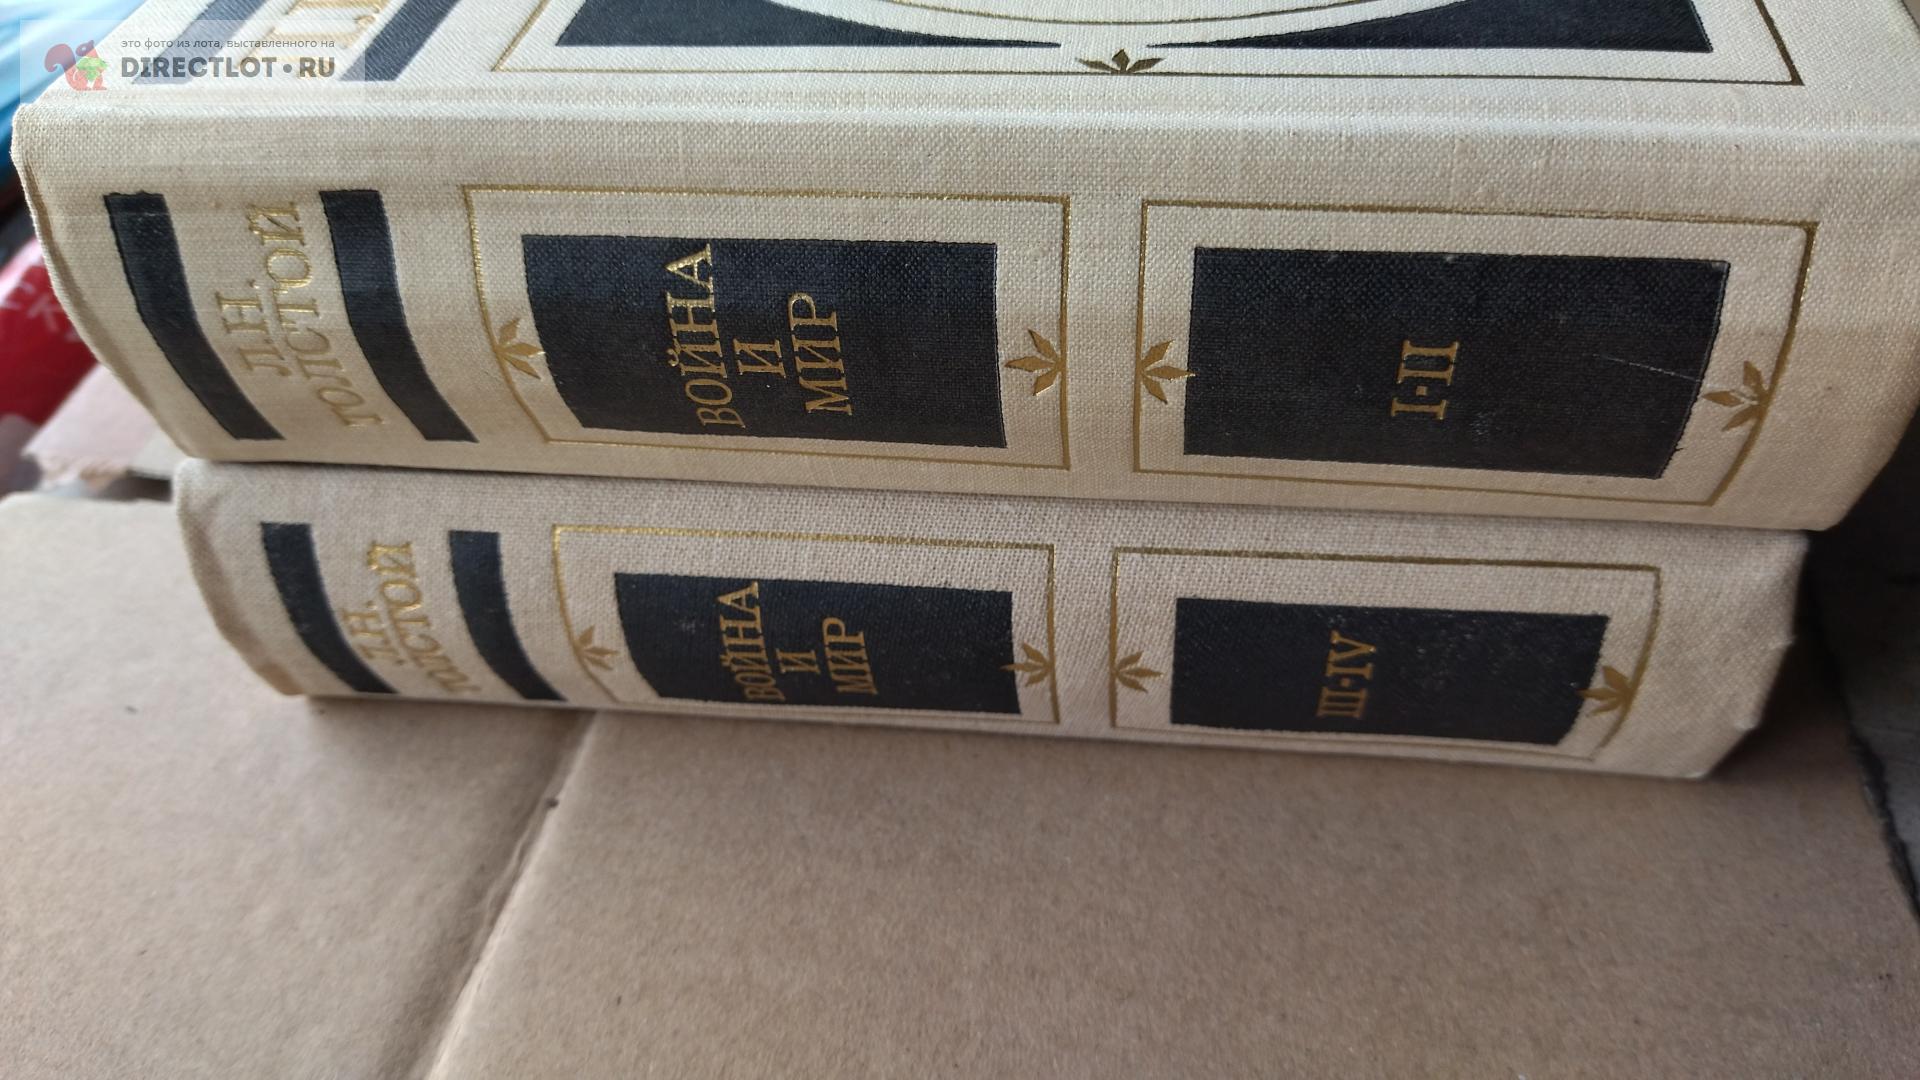 это фото из лота, выставленного на
DIRECTLOT•RU
Л.Н.
ТОЛСТОЙ
ВОЙНА
И
МИР
I·II
Л.Н.
ТОЛСТОЙ
ВОЙНА
И
МИР
III·IV